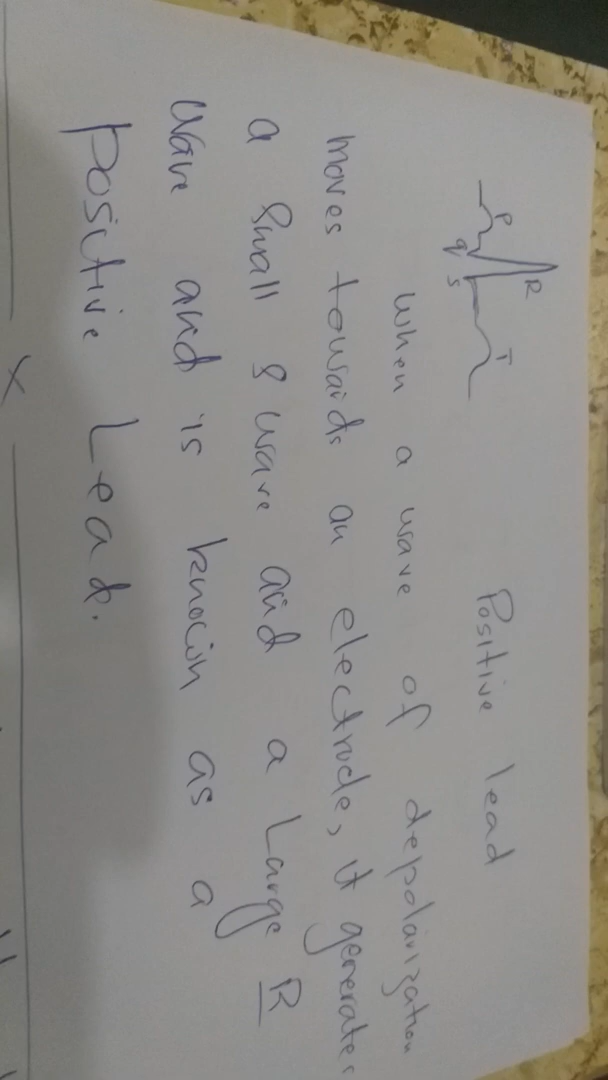 Positive lead
P
q
R
s
T
when a wave of depolarization
moves towards an electrode, it generates
a small q wave and a Large R
wave and is known as a
positive Lead.